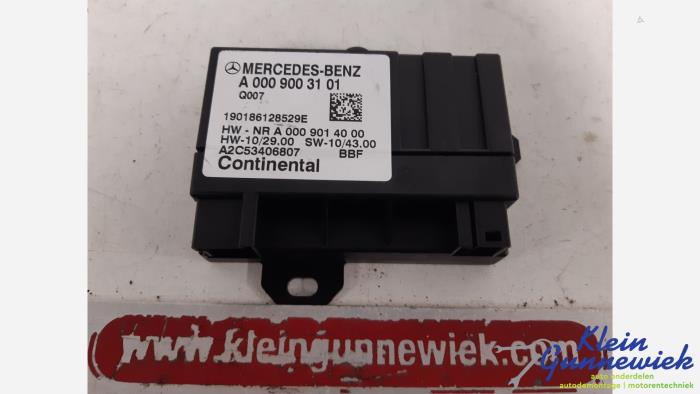 MERCEDES-BENZ
A 000 900 31 01
Q007
190186128529E
HW - NR A 000 901 40 00
HW-10/29.00 SW-10/43.00
A2C53406807 BBF
Continental
www.kleingunnewiek.com
Klein
Gunnewiek
auto onderdelen
autodemontage | motorentechniek